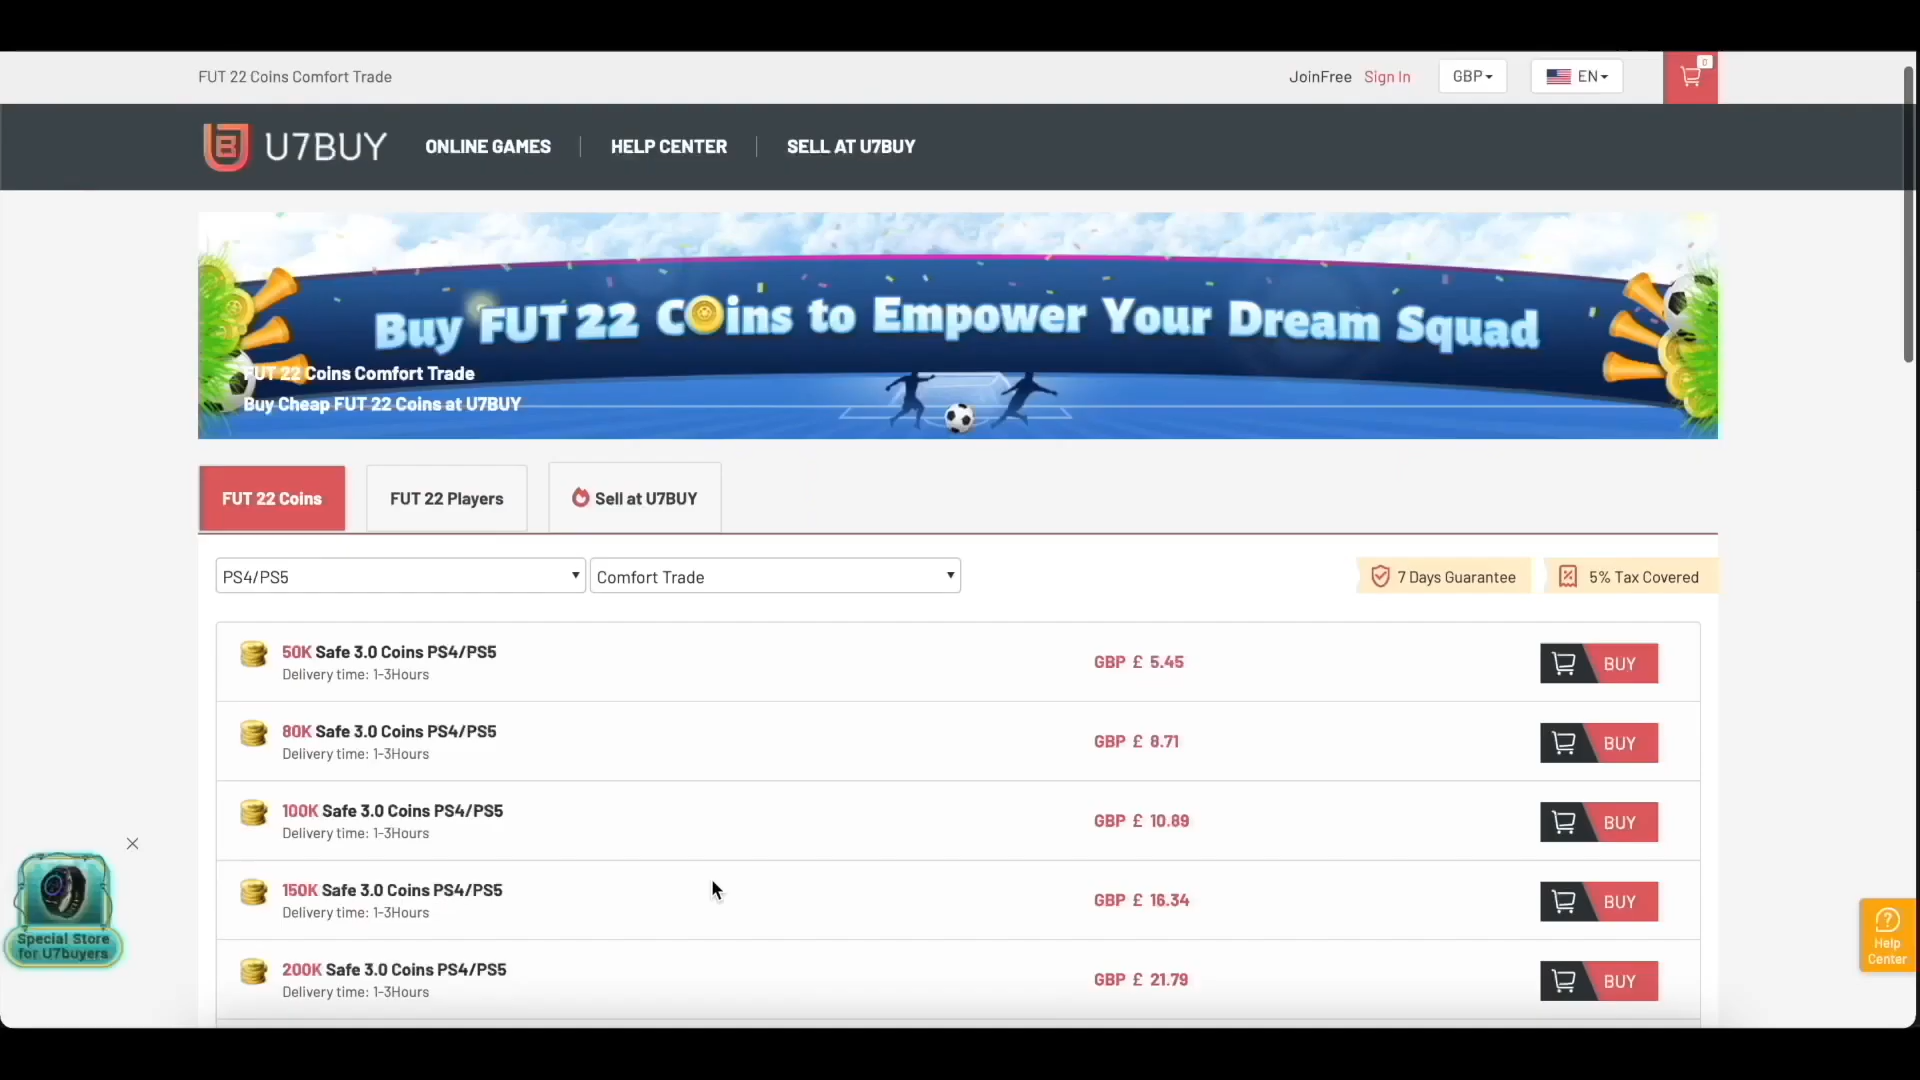 FUT 22 Coins Comfort Trade
JoinFree Sign In GBP EN 0
U7BUY ONLINE GAMES HELP CENTER SELL AT U7BUY
Buy FUT 22 Coins to Empower Your Dream Squad
FUT 22 Coins Comfort Trade
Buy Cheap FUT 22 Coins at U7BUY
FUT 22 Coins FUT 22 Players Sell at U7BUY
PS4/PS5 Comfort Trade 7 Days Guarantee 5% Tax Covered
50K Safe 3.0 Coins PS4/PS5
Delivery time: 1-3Hours
GBP £ 5.45 BUY
80K Safe 3.0 Coins PS4/PS5
Delivery time: 1-3Hours
GBP £ 8.71 BUY
100K Safe 3.0 Coins PS4/PS5
Delivery time: 1-3Hours
GBP £ 10.89 BUY
150K Safe 3.0 Coins PS4/PS5
Delivery time: 1-3Hours
GBP £ 16.34 BUY
200K Safe 3.0 Coins PS4/PS5
Delivery time: 1-3Hours
GBP £ 21.79 BUY
Special Store
for U7buyers
Help
Center